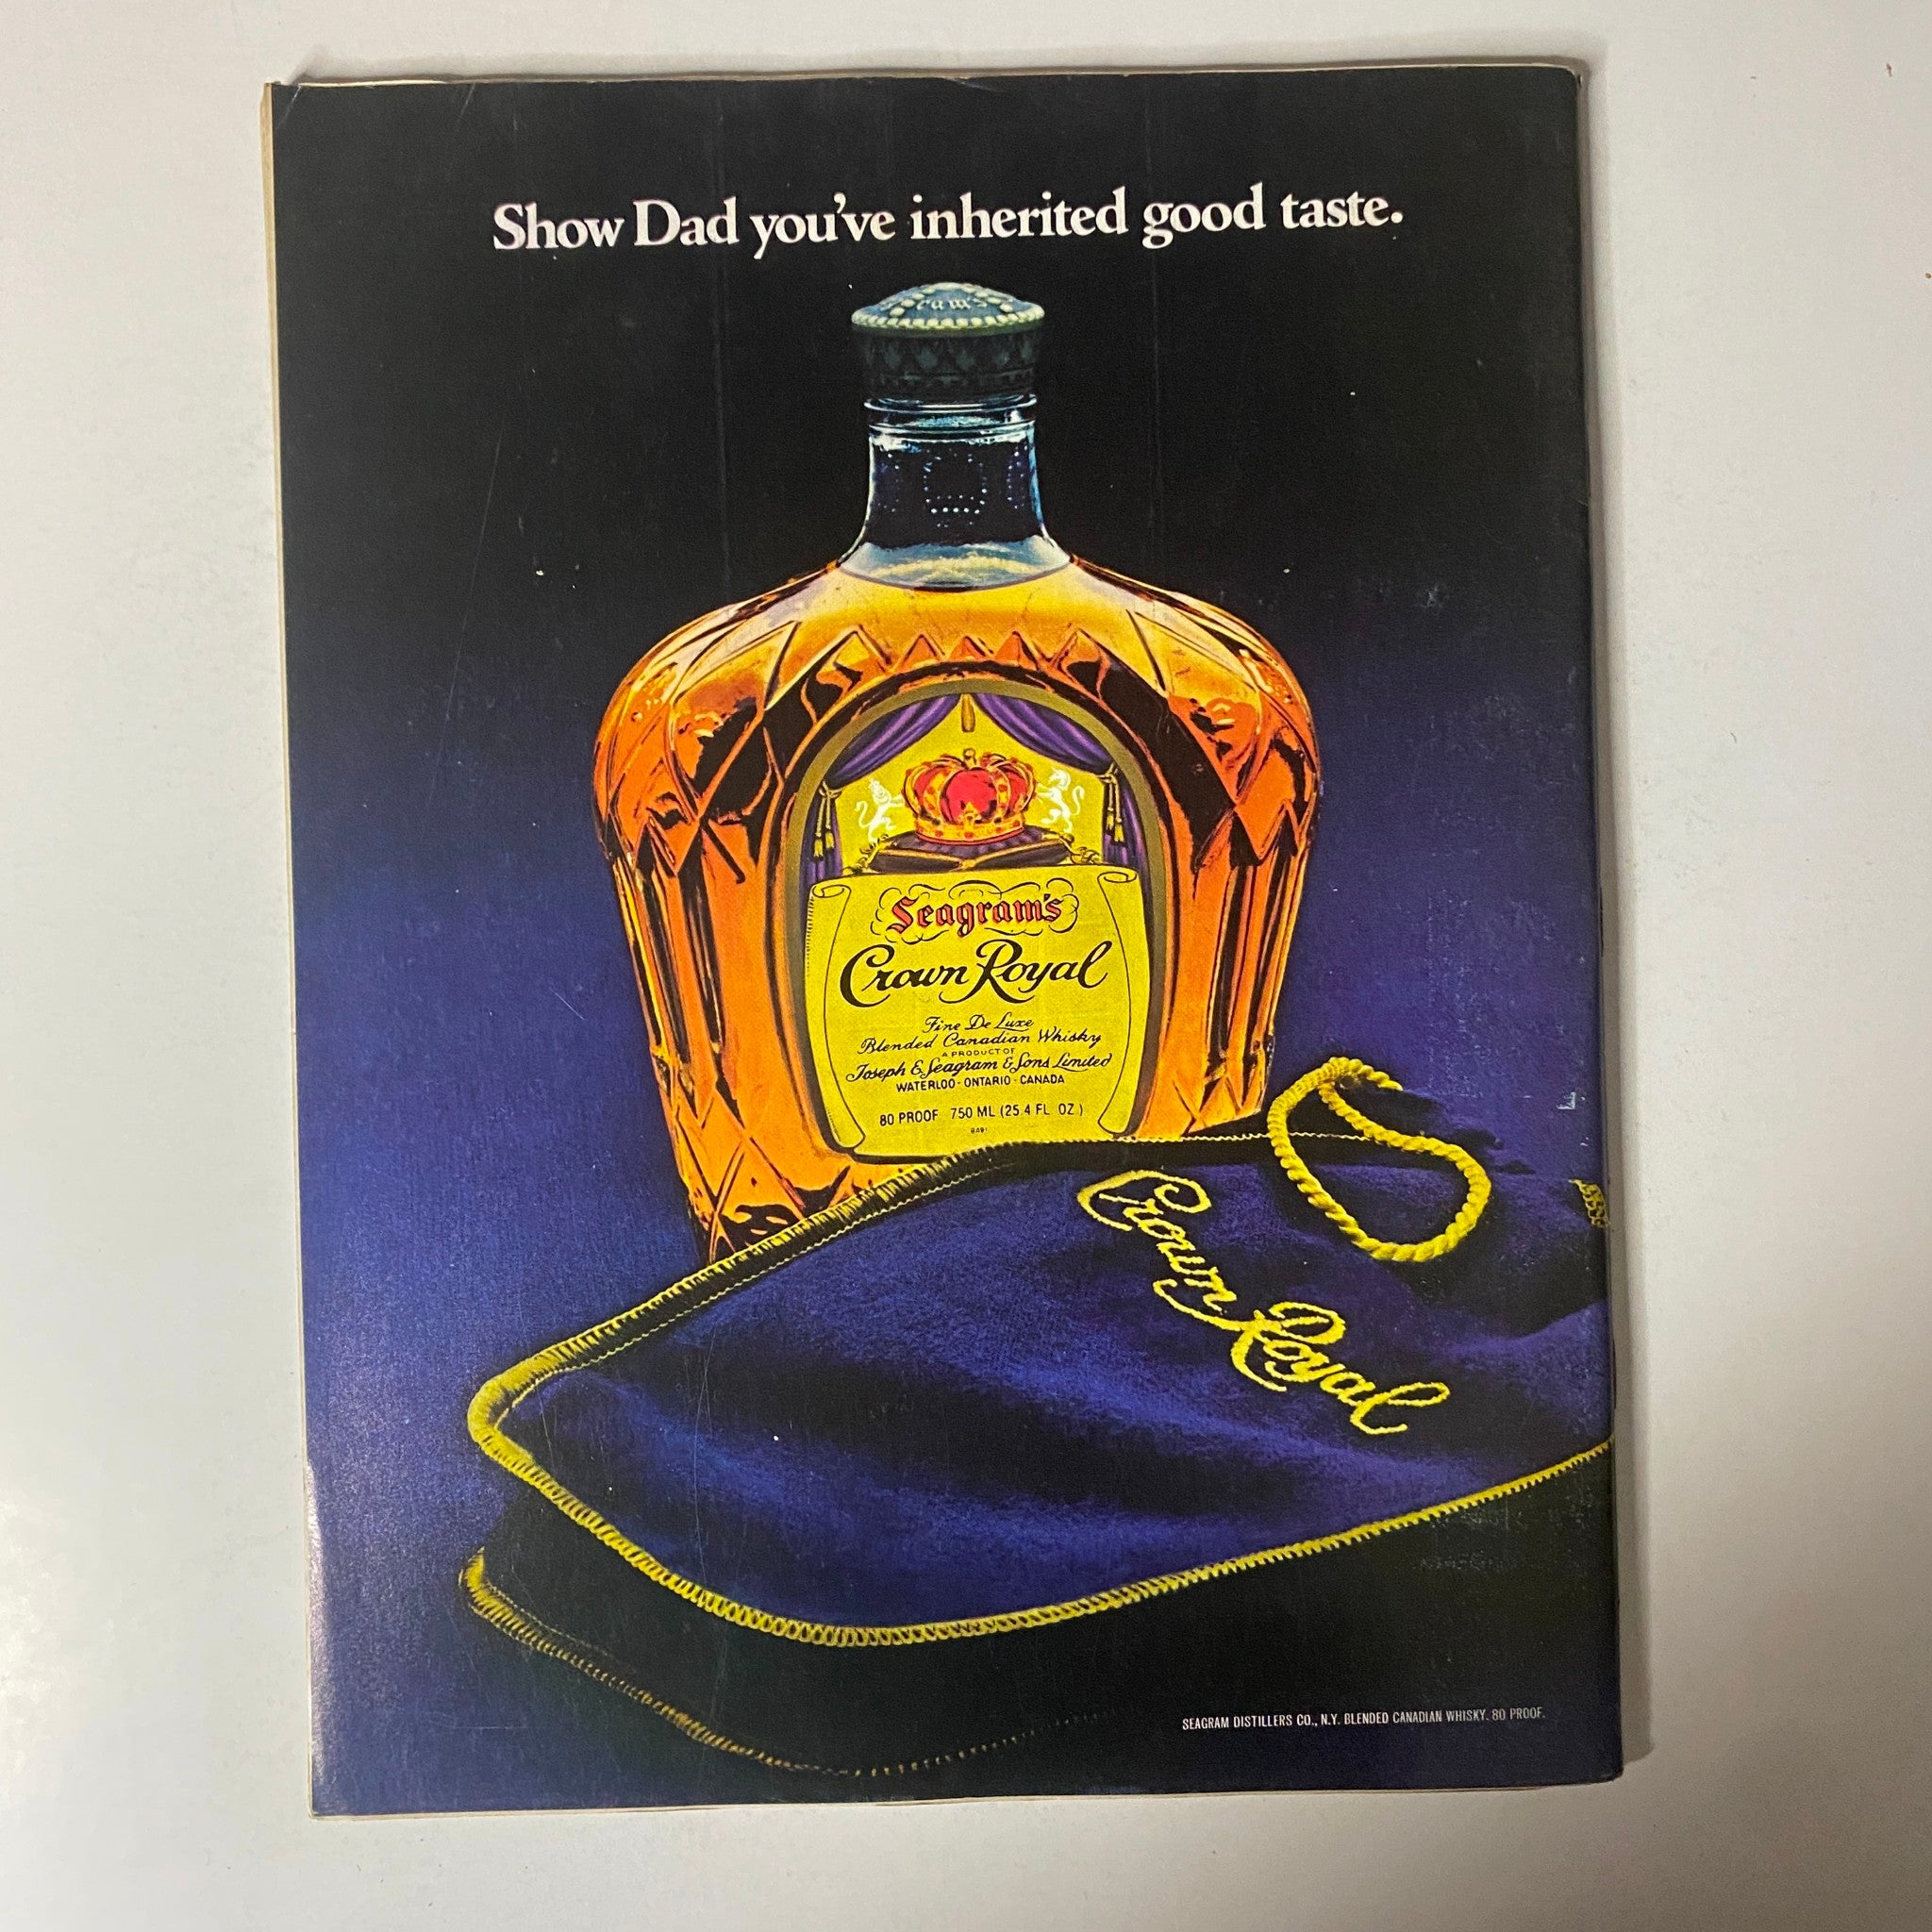 Show Dad you've inherited good taste.
Seagram's
Crown Royal
Fine De Luxe
Blended Canadian Whisky
A PRODUCT OF
Joseph E. Seagram & Sons Limited
WATERLOO - ONTARIO - CANADA
80 PROOF 750 ML (25.4 FL OZ.)
Crown Royal
SEAGRAM DISTILLERS CO., N.Y. BLENDED CANADIAN WHISKY. 80 PROOF.